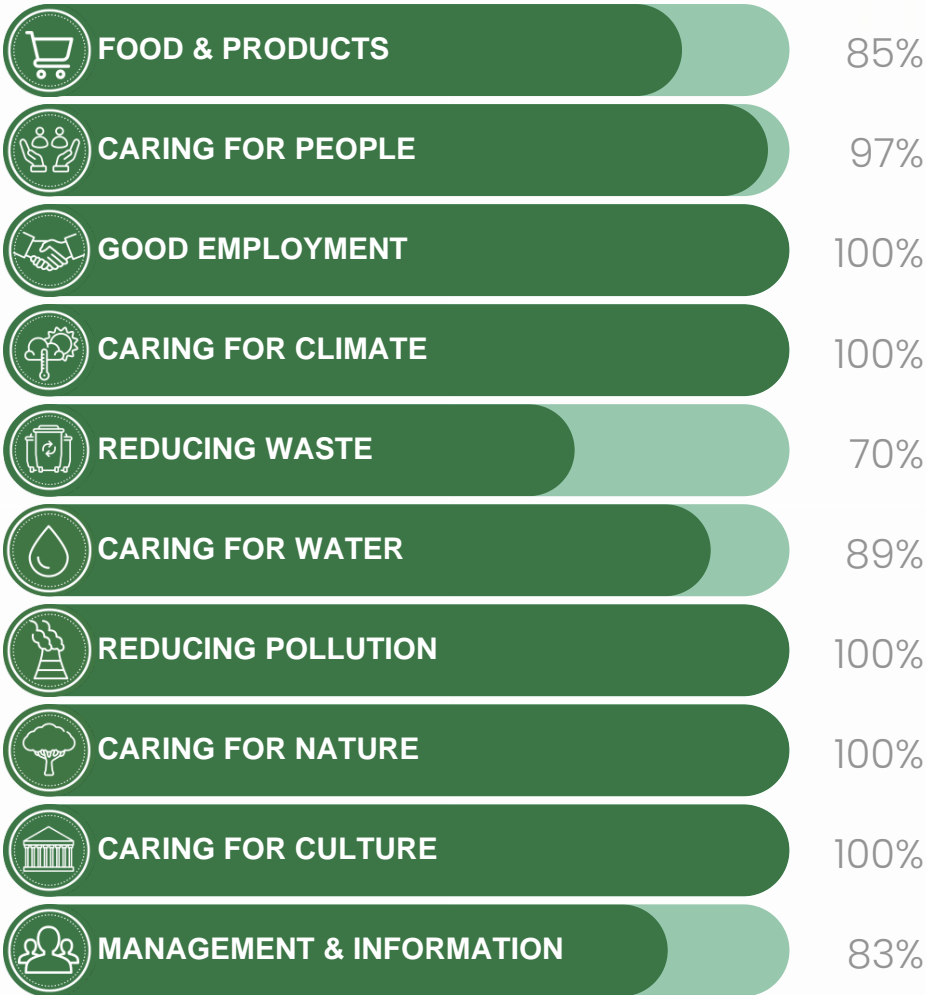 FOOD & PRODUCTS 85%
CARING FOR PEOPLE 97%
GOOD EMPLOYMENT 100%
CARING FOR CLIMATE 100%
REDUCING WASTE 70%
CARING FOR WATER 89%
REDUCING POLLUTION 100%
CARING FOR NATURE 100%
CARING FOR CULTURE 100%
MANAGEMENT & INFORMATION 83%